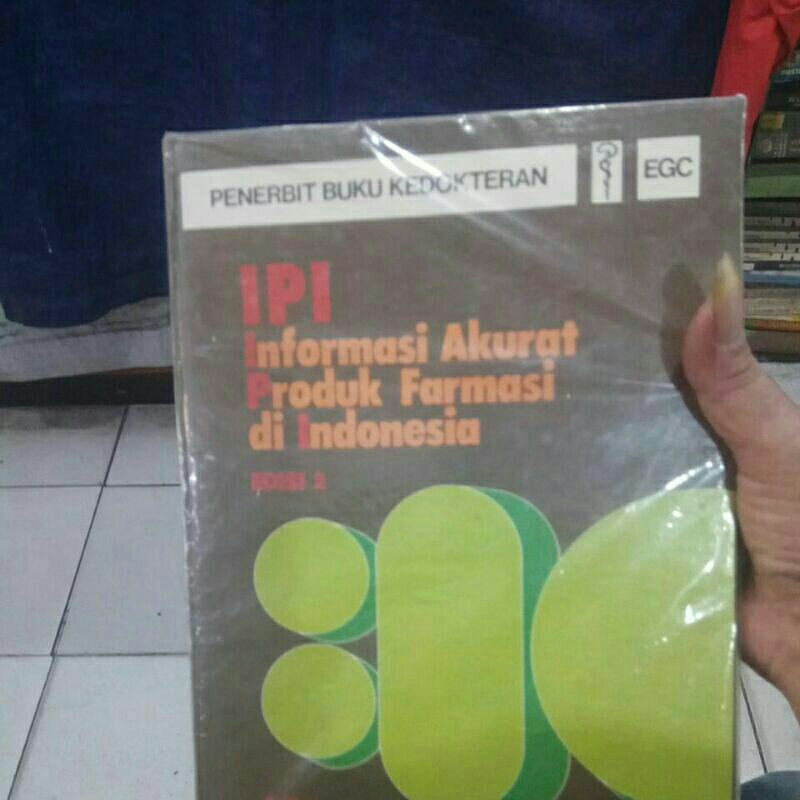 PENERBIT BUKU KEDOKTERAN
EGC
IPI
Informasi Akurat
Produk Farmasi
di Indonesia
EDISI 2